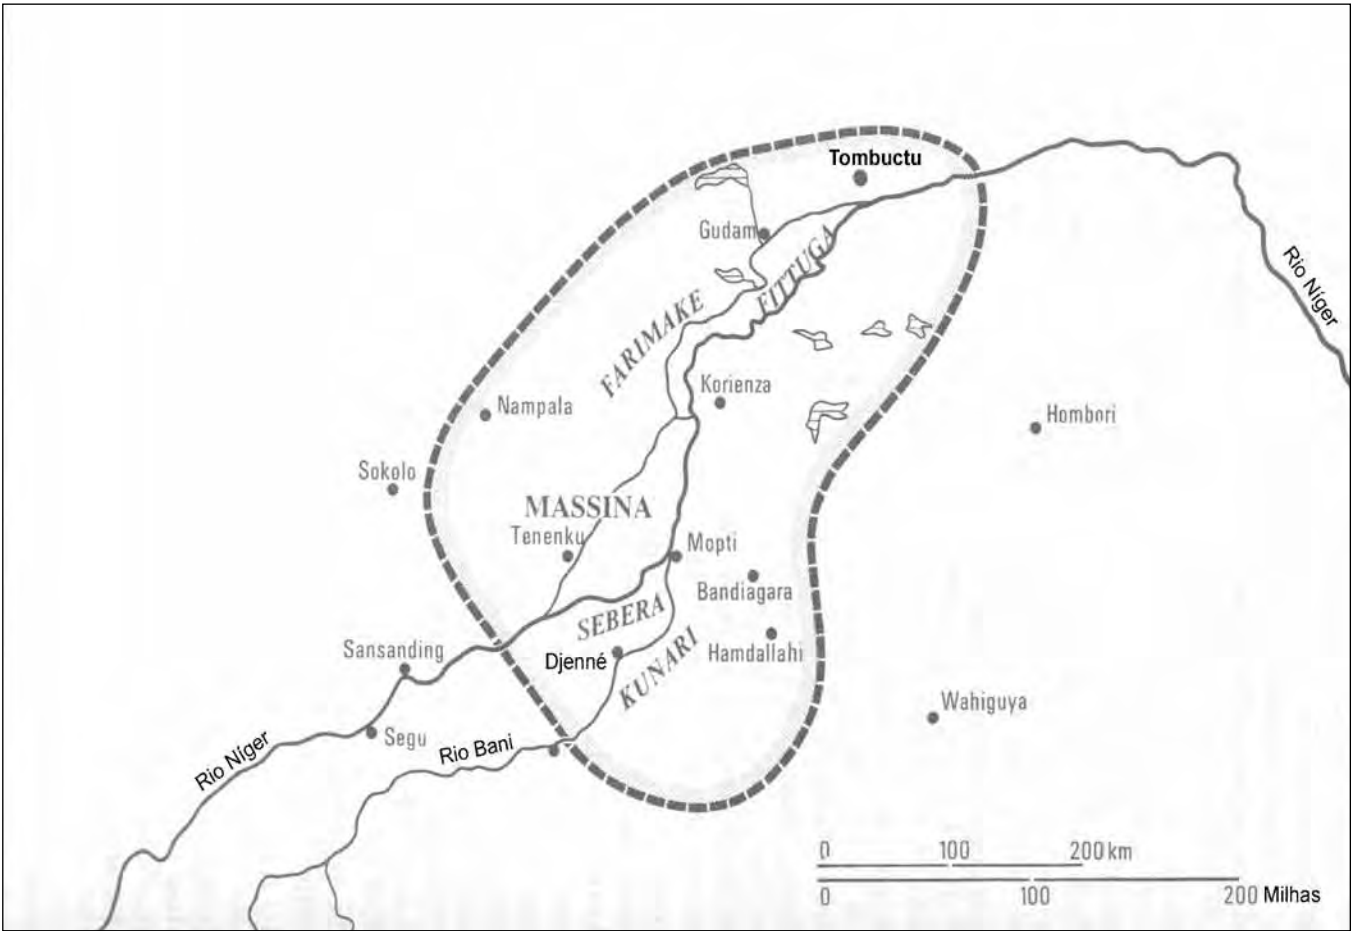 Tombuctu
Gudam
FITTUGA
Rio Níger
FARIMAKE
Korienza
Nampala
Hombori
Sokolo
MASSINA
Tenenku
Mopti
Bandiagara
SEBERA
Sansanding
Djenné
KUNARI
Hamdallahi
Wahiguya
Segu
Rio Bani
Rio Níger
0 100 200 km
0 100 200 Milhas